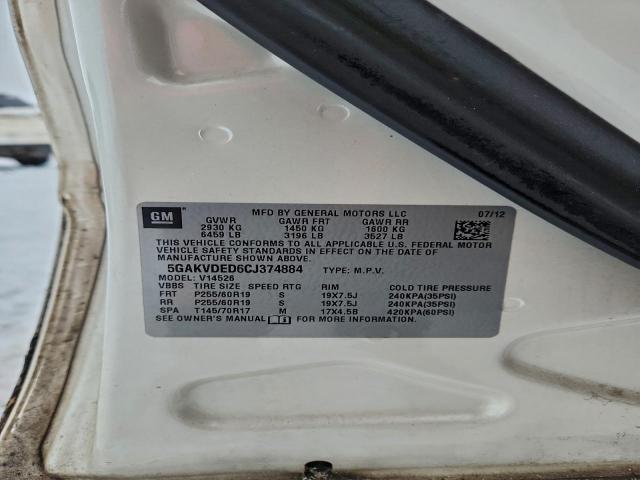 GM
MFD BY GENERAL MOTORS LLC 07/12
GVWR GAWR FRT GAWR RR
2930 KG 1450 KG 1600 KG
6459 LB 3196 LB 3527 LB
THIS VEHICLE CONFORMS TO ALL APPLICABLE U.S. FEDERAL MOTOR
VEHICLE SAFETY STANDARDS IN EFFECT ON THE DATE OF
MANUFACTURE SHOWN ABOVE.
5GAKVDED6CJ374884 TYPE: M.P.V.
MODEL: V14526
VBBS TIRE SIZE SPEED RTG RIM COLD TIRE PRESSURE
FRT P255/60R19 S 19X7.5J 240KPA(35PSI)
RR P255/60R19 S 19X7.5J 240KPA(35PSI)
SPA T145/70R17 M 17X4.5B 420KPA(60PSI)
SEE OWNER'S MANUAL FOR MORE INFORMATION.